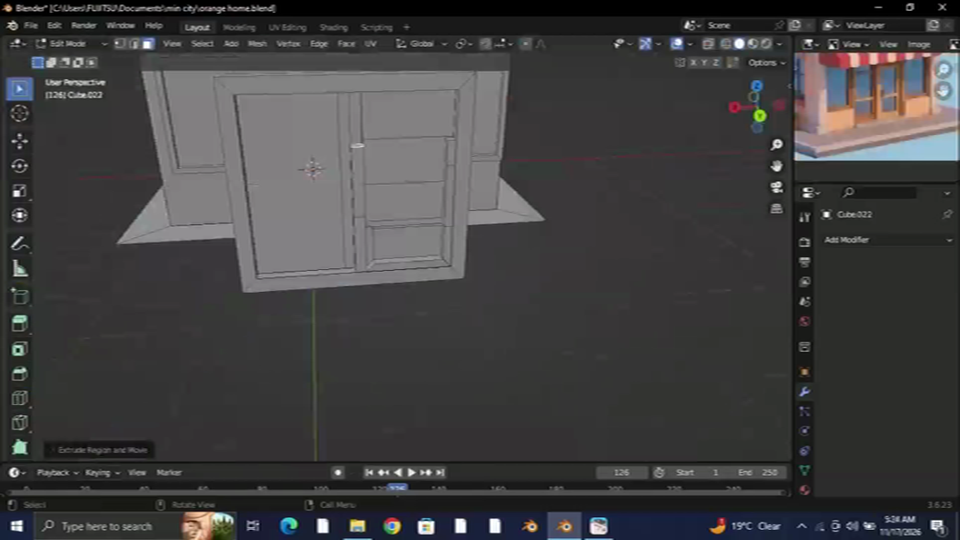 Blender* [C:\Users\FUJITSU\Documents\min city\orange home.blend]
File Edit Render Window Help Layout Modeling UV Editing Shading Scripting Scene ViewLayer
Edit Mode View Select Add Mesh Vertex Edge Face UV Global View Image
X Y Z Options
User Perspective
(126) Cube.022
Cube.022
Add Modifier
Extrude Region and Move
Playback Keying View Marker 126 Start 1 End 250
Select Rotate View Call Menu 3.6.23
Type here to search 19°C Clear
11/17/2026